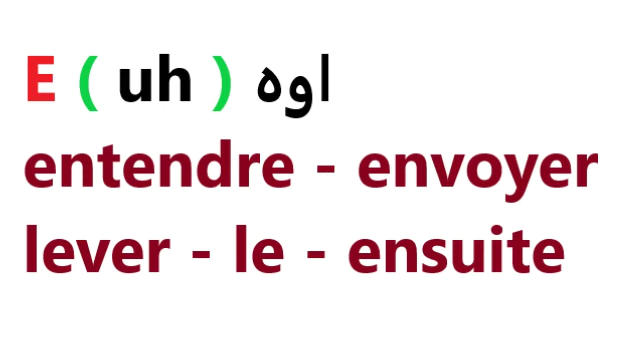 E ( uh ) اوه
entendre - envoyer
lever - le - ensuite